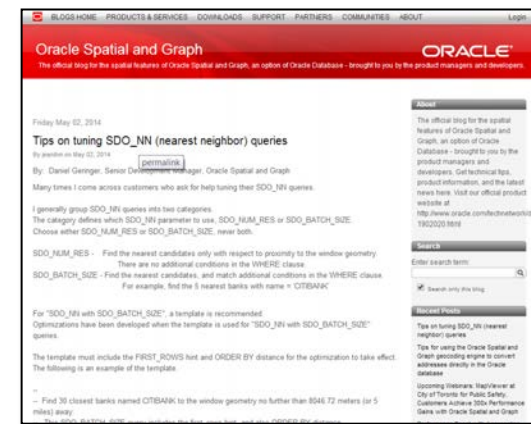 BLOGS HOME PRODUCTS & SERVICES DOWNLOADS SUPPORT PARTNERS COMMUNITIES ABOUT Login
Oracle Spatial and Graph
ORACLE
The official blog for the spatial features of Oracle Spatial and Graph, an option of Oracle Database - brought to you by the product managers and developers.
Friday May 02, 2014
Tips on tuning SDO_NN (nearest neighbor) queries
on May 02, 2014
permalink
By: Daniel Geringer, Senior Development Manager, Oracle Spatial and Graph
Many times I come across customers who ask for help tuning their SDO_NN queries.
I generally group SDO_NN queries into two categories.
The category defines which SDO_NN parameter to use, SDO_NUM_RES or SDO_BATCH_SIZE.
Choose either SDO_NUM_RES or SDO_BATCH_SIZE, never both.
SDO_NUM_RES - Find the nearest candidates only with respect to proximity to the window geometry.
There are no additional conditions in the WHERE clause.
SDO_BATCH_SIZE - Find the nearest candidates, and match additional conditions in the WHERE clause.
For example, find the 5 nearest banks with name = 'CITIBANK'
For "SDO_NN with SDO_BATCH_SIZE", a template is recommended.
Optimizations have been developed when the template is used for "SDO_NN with SDO_BATCH_SIZE"
queries.
The template must include the FIRST_ROWS hint and ORDER BY distance for the optimization to take effect.
The following is an example of the template.
--
-- Find 30 closest banks named CITIBANK to the window geometry no further than 8046.72 meters (or 5
miles) away
About
The official blog for the spatial
features of Oracle Spatial and
Graph, an option of Oracle
Database - brought to you by the
product managers and
developers. Get technical tips,
product information, and the latest
news here. Visit our official product
website at
Search
Enter search term:
Search only this blog
Recent Posts
Tips on tuning SDO_NN (nearest
neighbor) queries
Tips for using the Oracle Spatial and
Graph geocoding engine to convert
addresses directly in the Oracle
database
Upcoming Webinars: MapViewer at
City of Toronto for Public Safety,
Customers Achieve 300x Performance
Gains with Oracle Spatial and Graph